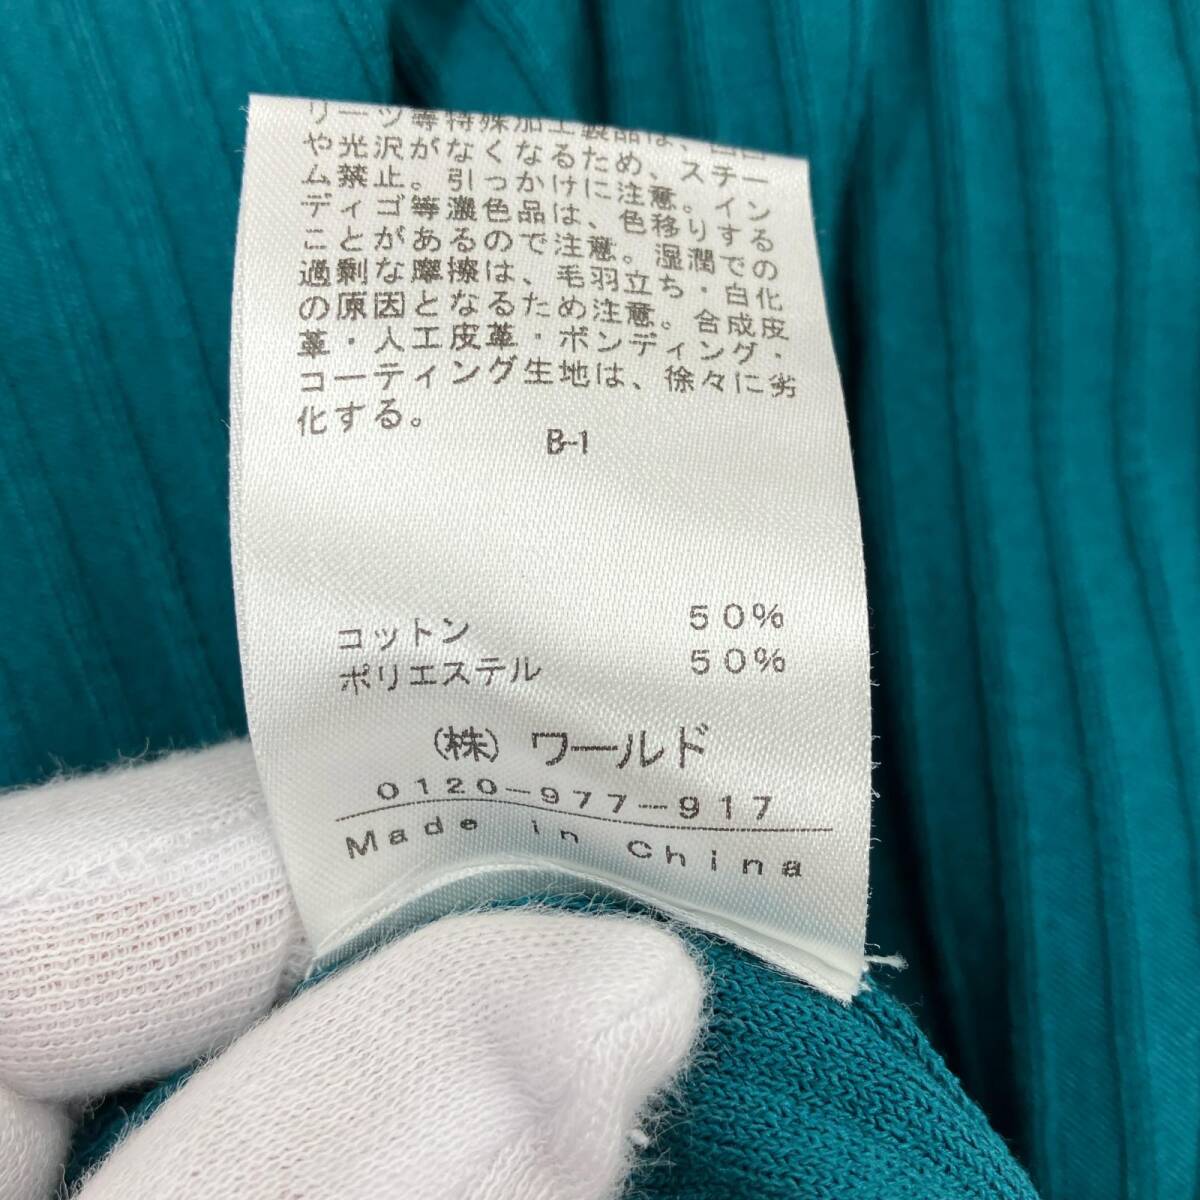 リーツ等特殊加工製品は、凹凸
や光沢がなくなるため、スチー
ム禁止。引っかけに注意。イン
ディゴ等濃色品は、色移りする
ことがあるので注意。湿潤での
過剰な摩擦は、毛羽立ち・白化
の原因となるため注意。合成皮
革・人工皮革・ボンディング・
コーティング生地は、徐々に劣
化する。
B-1
コットン 50%
ポリエステル 50%
(株) ワールド
0120-977-917
Made in China